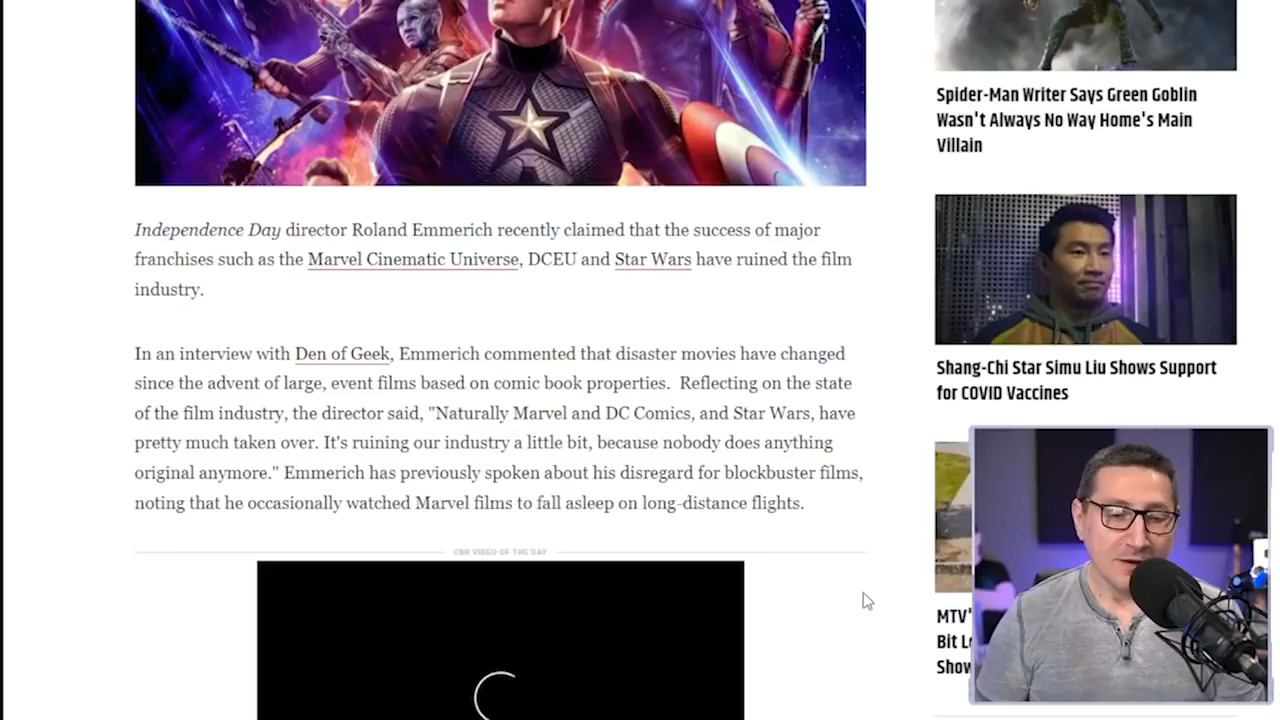 Independence Day director Roland Emmerich recently claimed that the success of major
franchises such as the Marvel Cinematic Universe, DCEU and Star Wars have ruined the film
industry.
In an interview with Den of Geek, Emmerich commented that disaster movies have changed
since the advent of large, event films based on comic book properties.  Reflecting on the state
of the film industry, the director said, "Naturally Marvel and DC Comics, and Star Wars, have
pretty much taken over. It's ruining our industry a little bit, because nobody does anything
original anymore." Emmerich has previously spoken about his disregard for blockbuster films,
noting that he occasionally watched Marvel films to fall asleep on long-distance flights.
CBR VIDEO OF THE DAY
Spider-Man Writer Says Green Goblin
Wasn't Always No Way Home's Main
Villain
Shang-Chi Star Simu Liu Shows Support
for COVID Vaccines
MTV'
Bit
Show